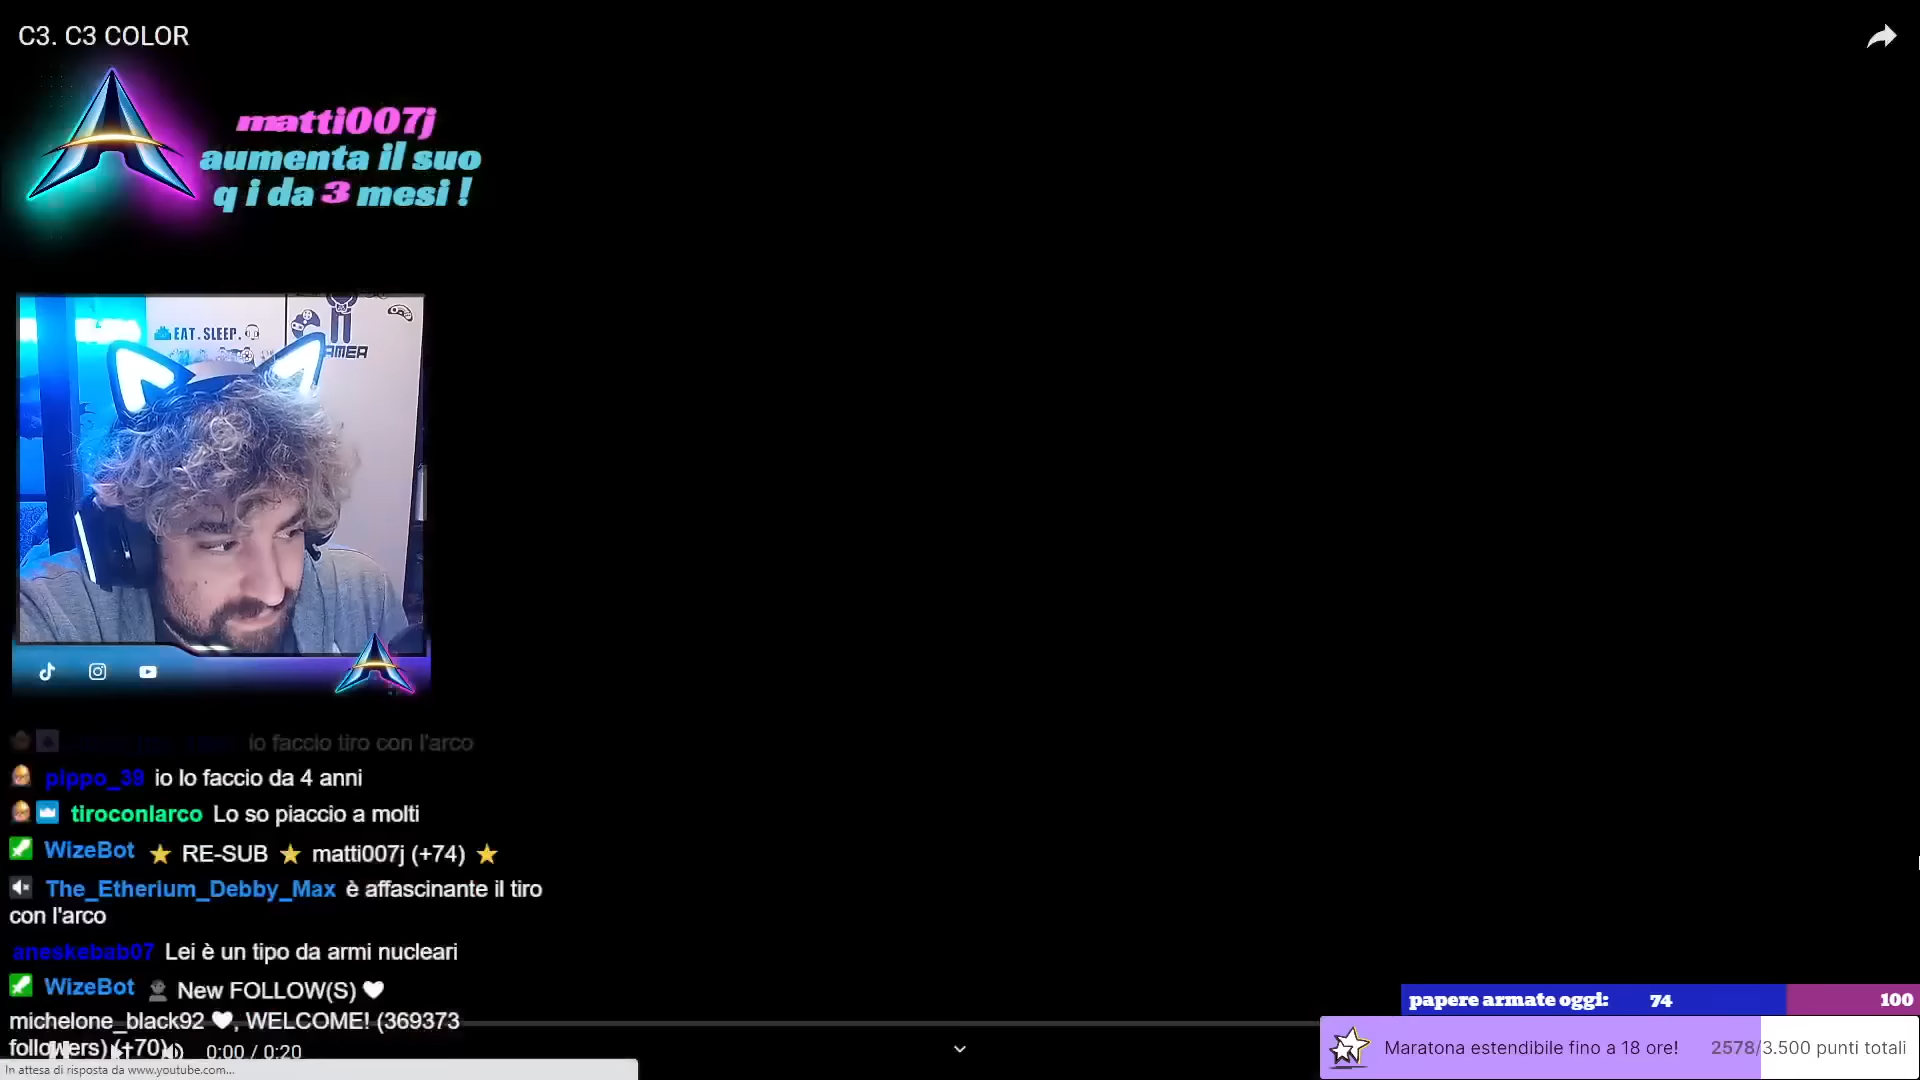 C3. C3 COLOR
matti007j
aumenta il suo
q i da 3 mesi !
EAT.SLEEP.
io faccio tiro con l'arco
pippo_39 io lo faccio da 4 anni
tiroconlarco Lo so piaccio a molti
WizeBot RE-SUB matti007j (+74)
The_Etherium_Debby_Max è affascinante il tiro
con l'arco
aneskebab07 Lei è un tipo da armi nucleari
WizeBot New FOLLOW(S)
michelone_black92 , WELCOME! (369373
followers) (+70)
0:00 / 0:20
In attesa di risposta da www.youtube.com...
papere armate oggi: 74 100
Maratona estendibile fino a 18 ore! 2578/3.500 punti totali